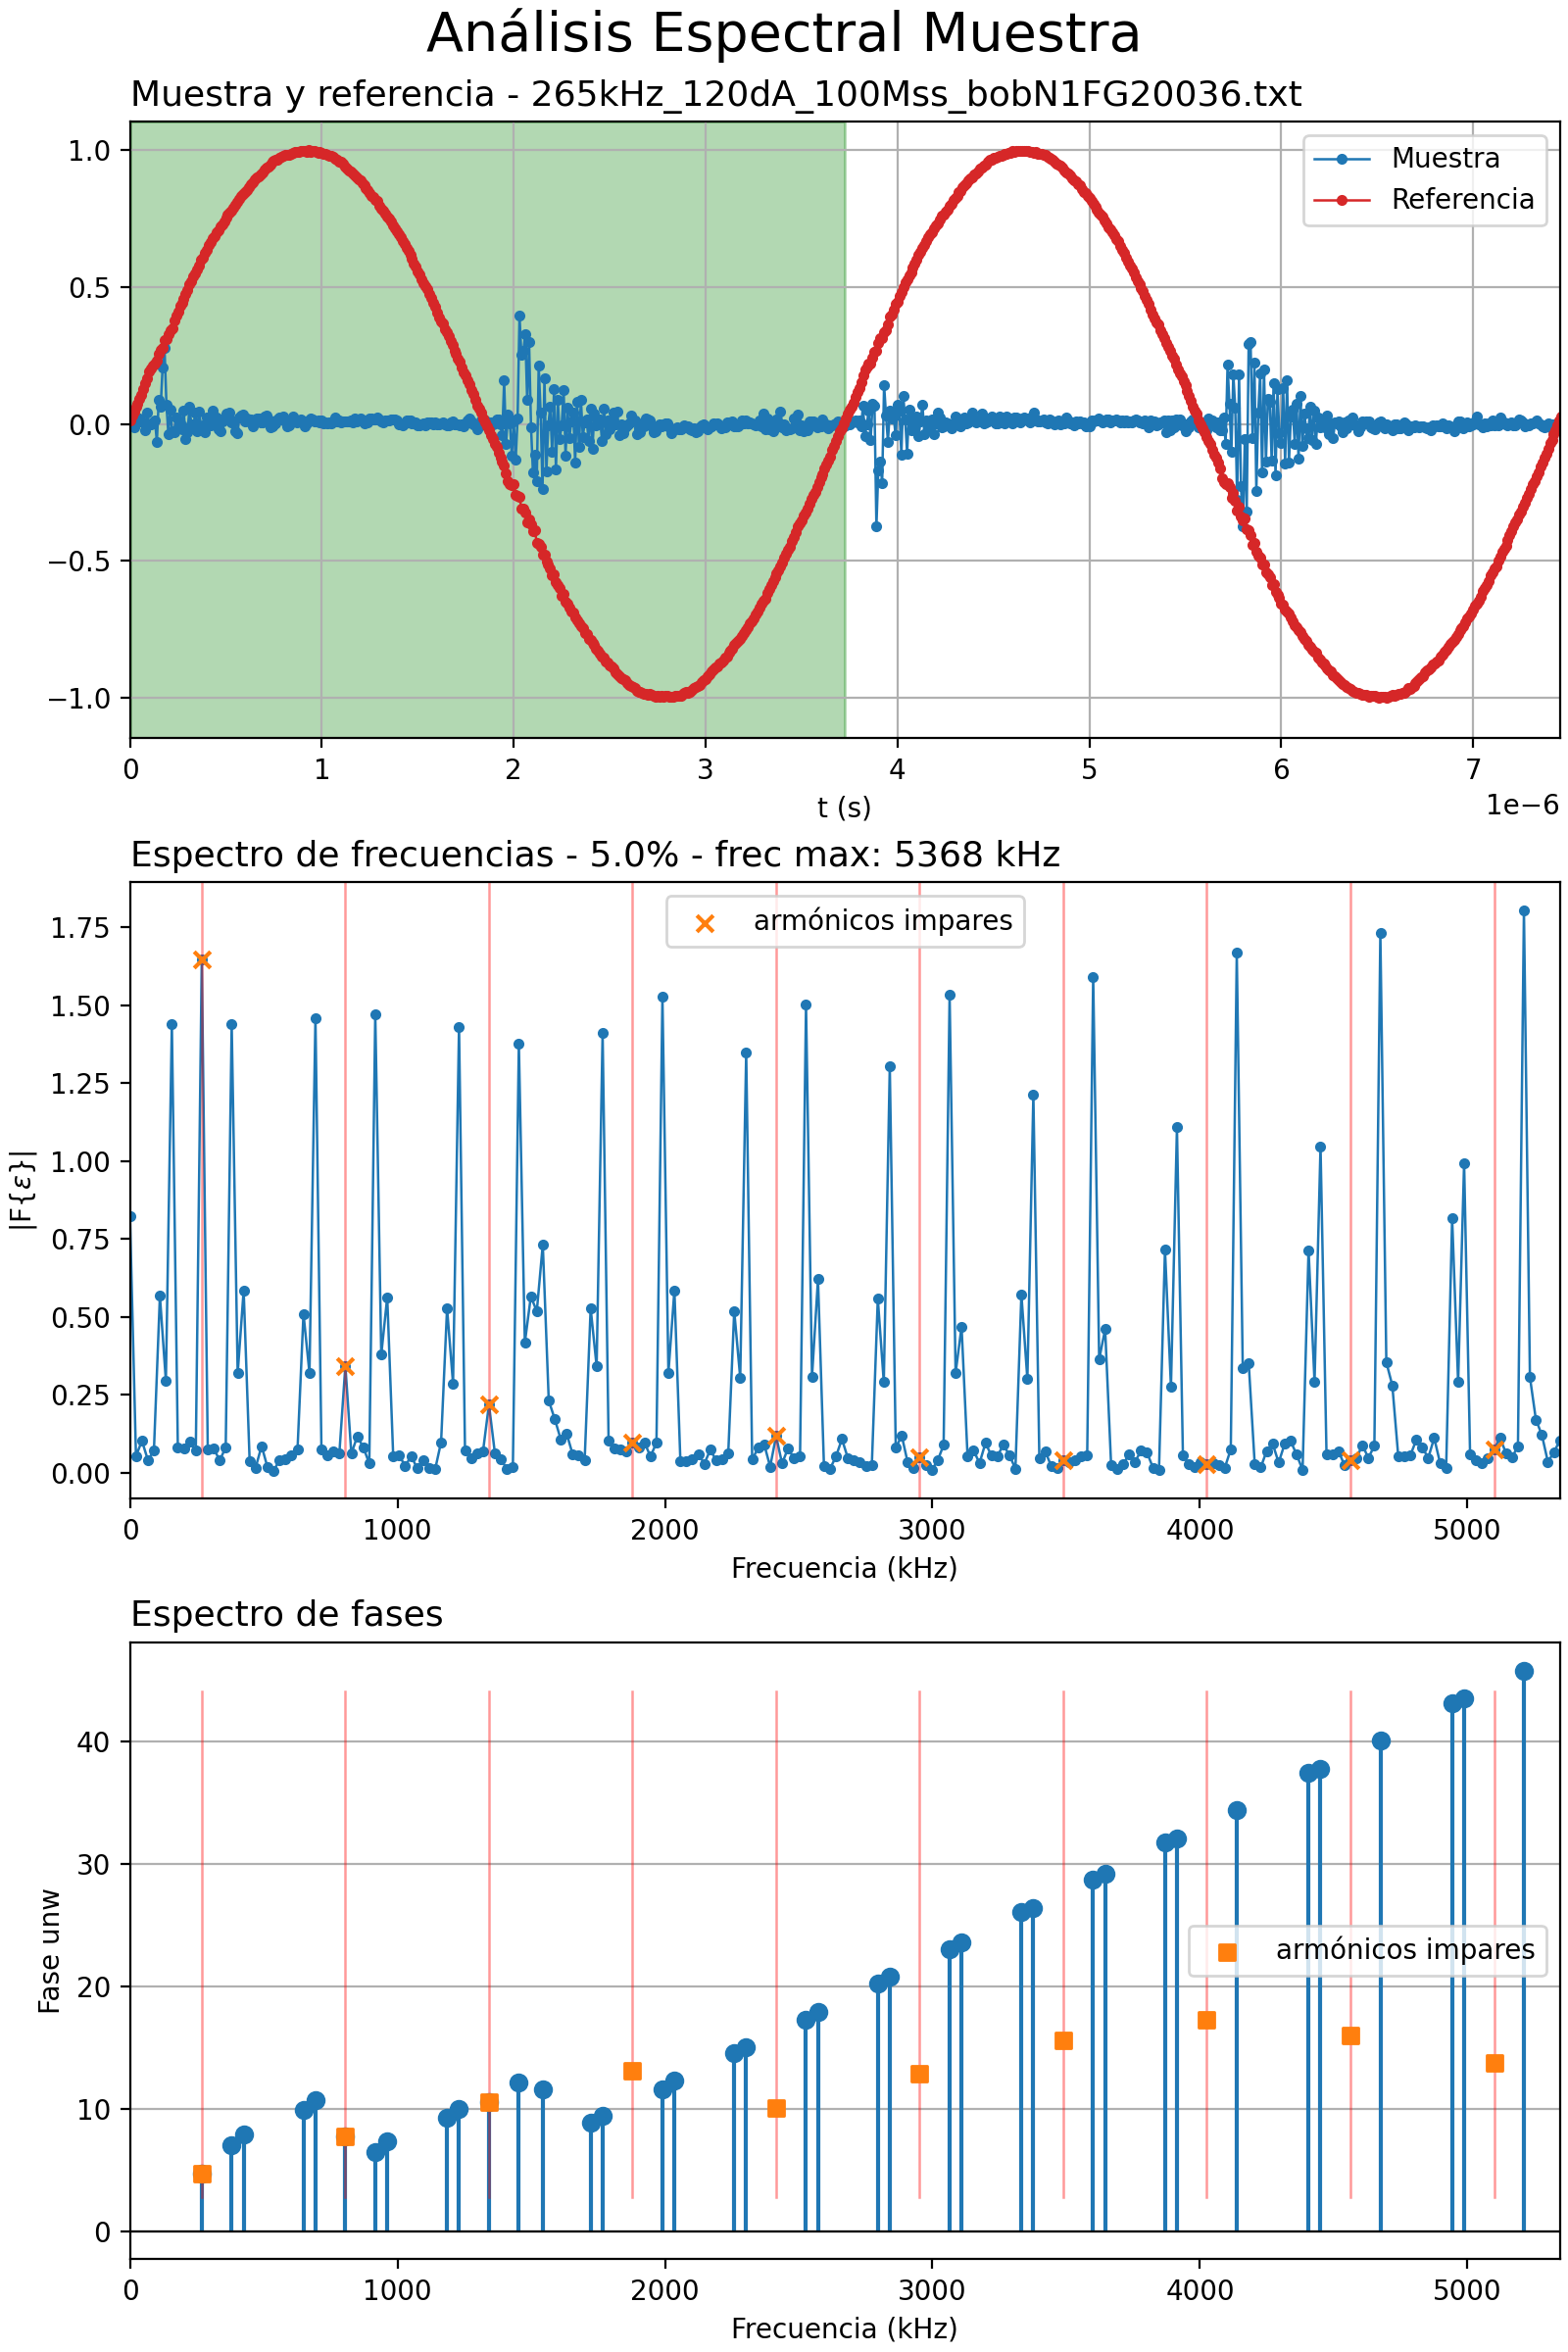 Análisis Espectral Muestra
Muestra y referencia - 265kHz_120dA_100Mss_bobN1FG20036.txt
1.0
0.5
0.0
−0.5
−1.0
Muestra
Referencia
0 1 2 3 4 5 6 7
1e−6
t (s)
Espectro de frecuencias - 5.0% - frec max: 5368 kHz
armónicos impares
1.75
1.50
1.25
1.00
0.75
0.50
0.25
0.00
|F{ε}|
0 1000 2000 3000 4000 5000
Frecuencia (kHz)
Espectro de fases
40
30
20
10
0
Fase unw
armónicos impares
0 1000 2000 3000 4000 5000
Frecuencia (kHz)